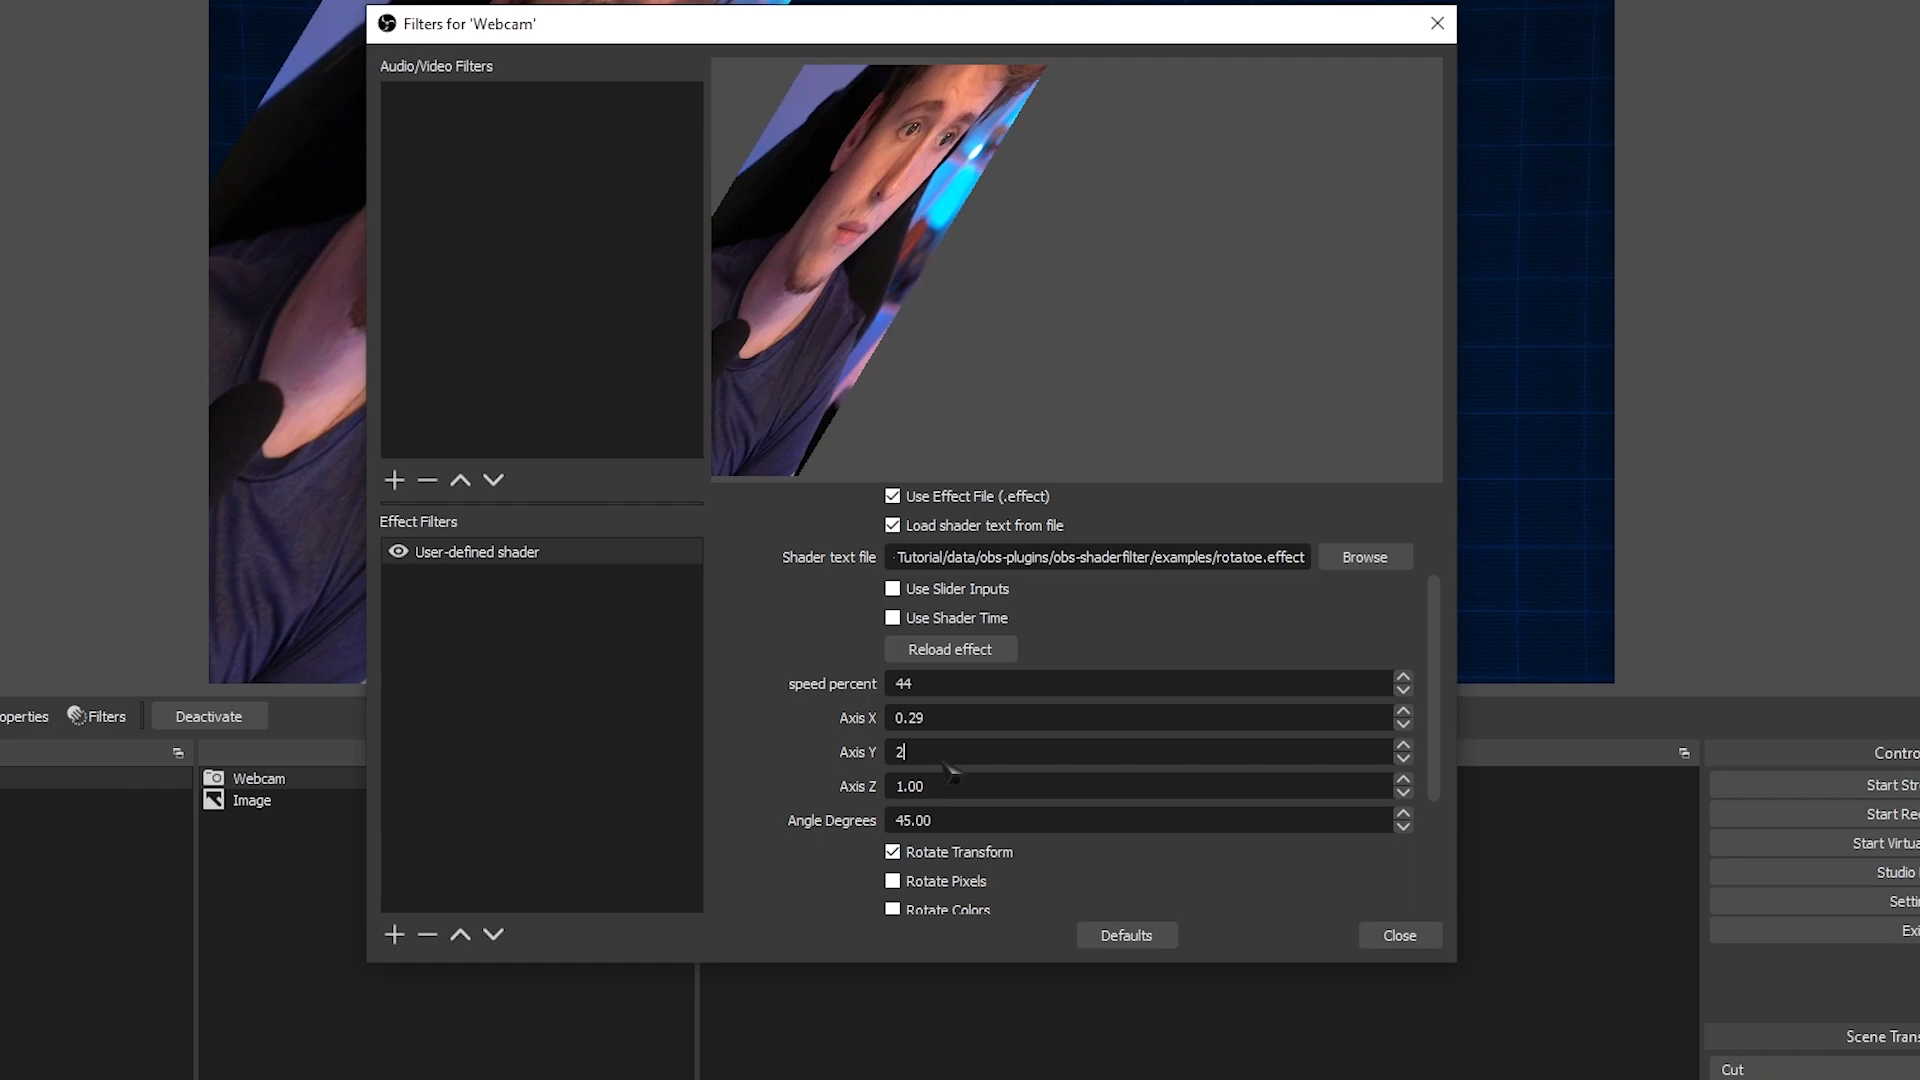 Filters for 'Webcam'
Audio/Video Filters
Effect Filters
User-defined shader
Use Effect File (.effect)
Load shader text from file
Shader text file
Tutorial/data/obs-plugins/obs-shaderfilter/examples/rotatoe.effect
Browse
Use Slider Inputs
Use Shader Time
Reload effect
speed percent 44
Axis X 0.29
Axis Y 2
Axis Z 1.00
Angle Degrees 45.00
Rotate Transform
Rotate Pixels
Rotate Colors
Defaults
Close
operties
Filters
Deactivate
Webcam
Image
Contro
Start Stre
Start Rec
Start Virtua
Studio
Setti
Exi
Scene Trans
Cut